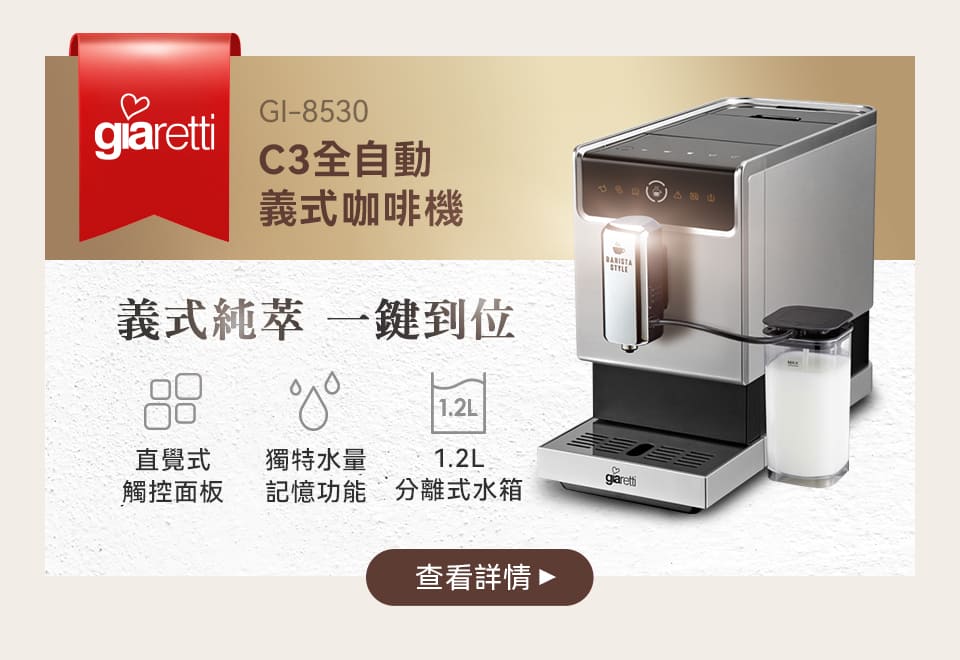 giaretti
GI-8530
C3全自動
義式咖啡機
BARISTA
STYLE
義式純萃 一鍵到位
1.2L
直覺式
觸控面板
獨特水量
記憶功能
1.2L
分離式水箱
giaretti
查看詳情▶